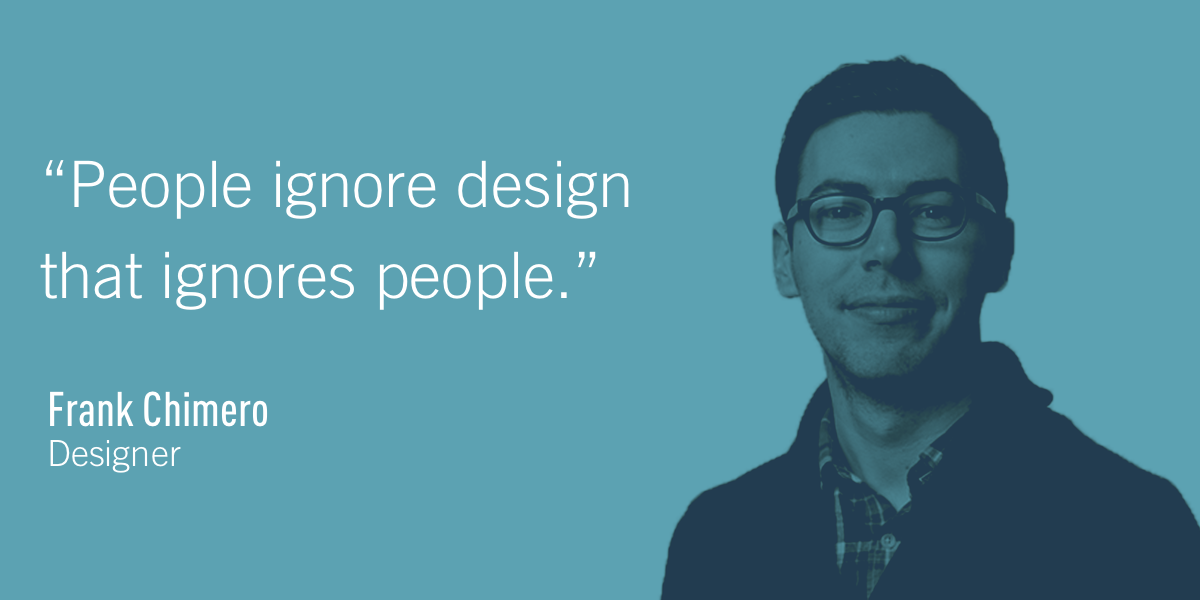 “People ignore design
that ignores people.”
Frank Chimero
Designer